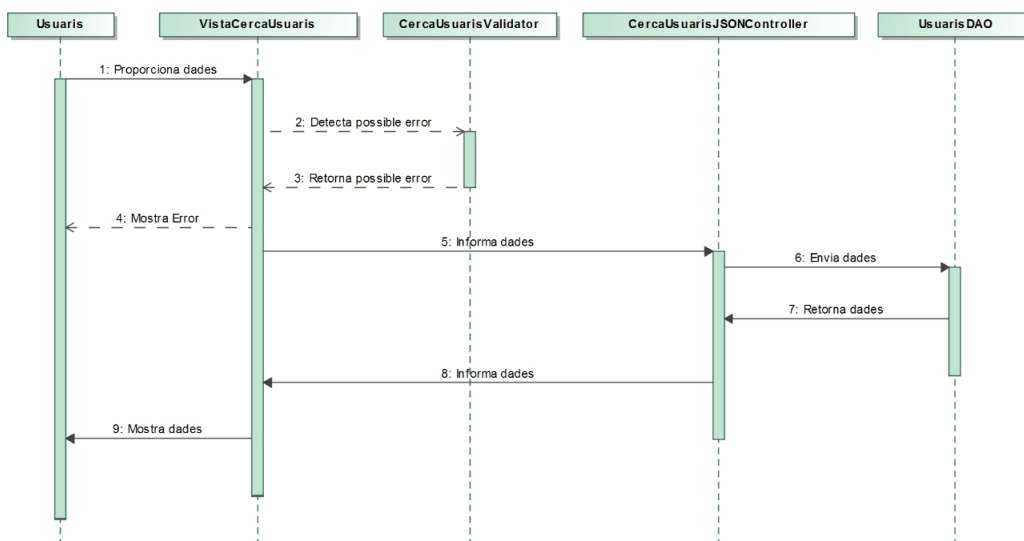 Usuaris
VistaCercaUsuaris
CercaUsuarisValidator
CercaUsuarisJSONController
UsuarisDAO
1: Proporciona dades
2: Detecta possible error
3: Retorna possible error
4: Mostra Error
5: Informa dades
6: Envia dades
7: Retorna dades
8: Informa dades
9: Mostra dades